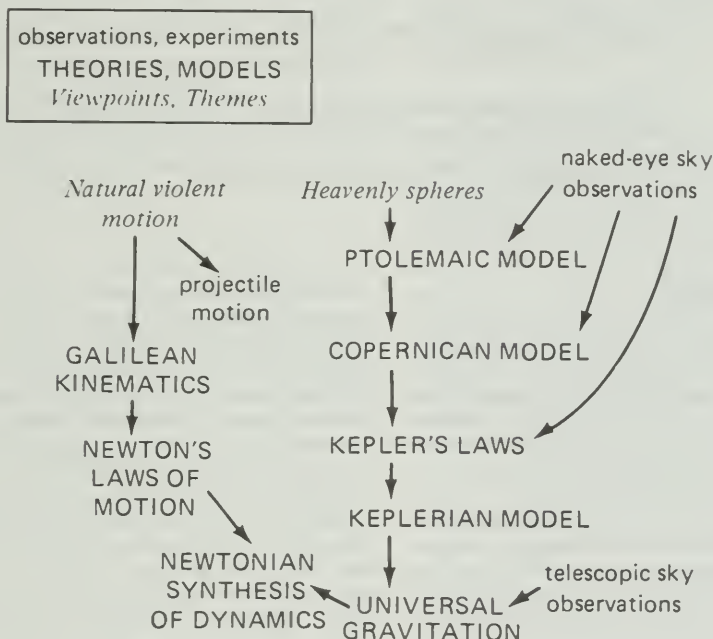 observations, experiments
THEORIES, MODELS
Viewpoints, Themes
naked-eye sky
observations
Natural violent
motion
Heavenly spheres
PTOLEMAIC MODEL
projectile
motion
GALILEAN
KINEMATICS
COPERNICAN MODEL
NEWTON'S
LAWS OF
MOTION
KEPLER'S LAWS
KEPLERIAN MODEL
NEWTONIAN
SYNTHESIS
OF DYNAMICS
telescopic sky
observations
UNIVERSAL
GRAVITATION